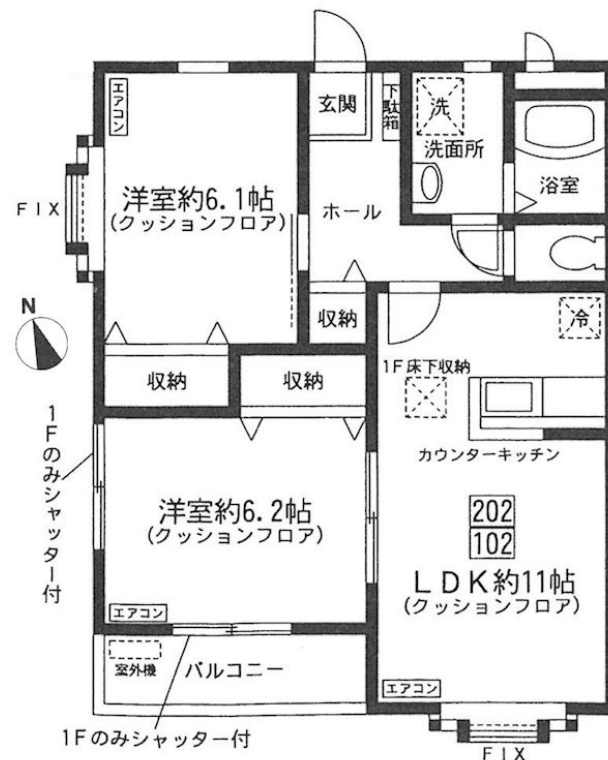 エアコン
玄関
下駄箱
洗
洗面所
浴室
洋室約6.1帖
(クッションフロア)
ホール
FIX
N
収納
冷
収納
収納
1F床下収納
カウンターキッチン
1Fのみシャッター付
洋室約6.2帖
(クッションフロア)
202
102
LDK約11帖
(クッションフロア)
エアコン
室外機
バルコニー
エアコン
1Fのみシャッター付
FIX